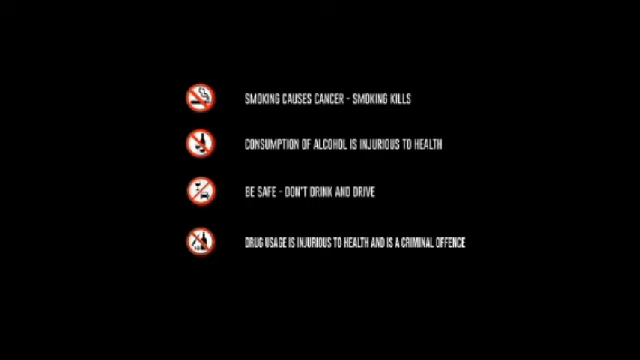 SMOKING CAUSES CANCER - SMOKING KILLS
CONSUMPTION OF ALCOHOL IS INJURIOUS TO HEALTH
BE SAFE - DON'T DRINK AND DRIVE
DRUG USAGE IS INJURIOUS TO HEALTH AND IS A CRIMINAL OFFENCE